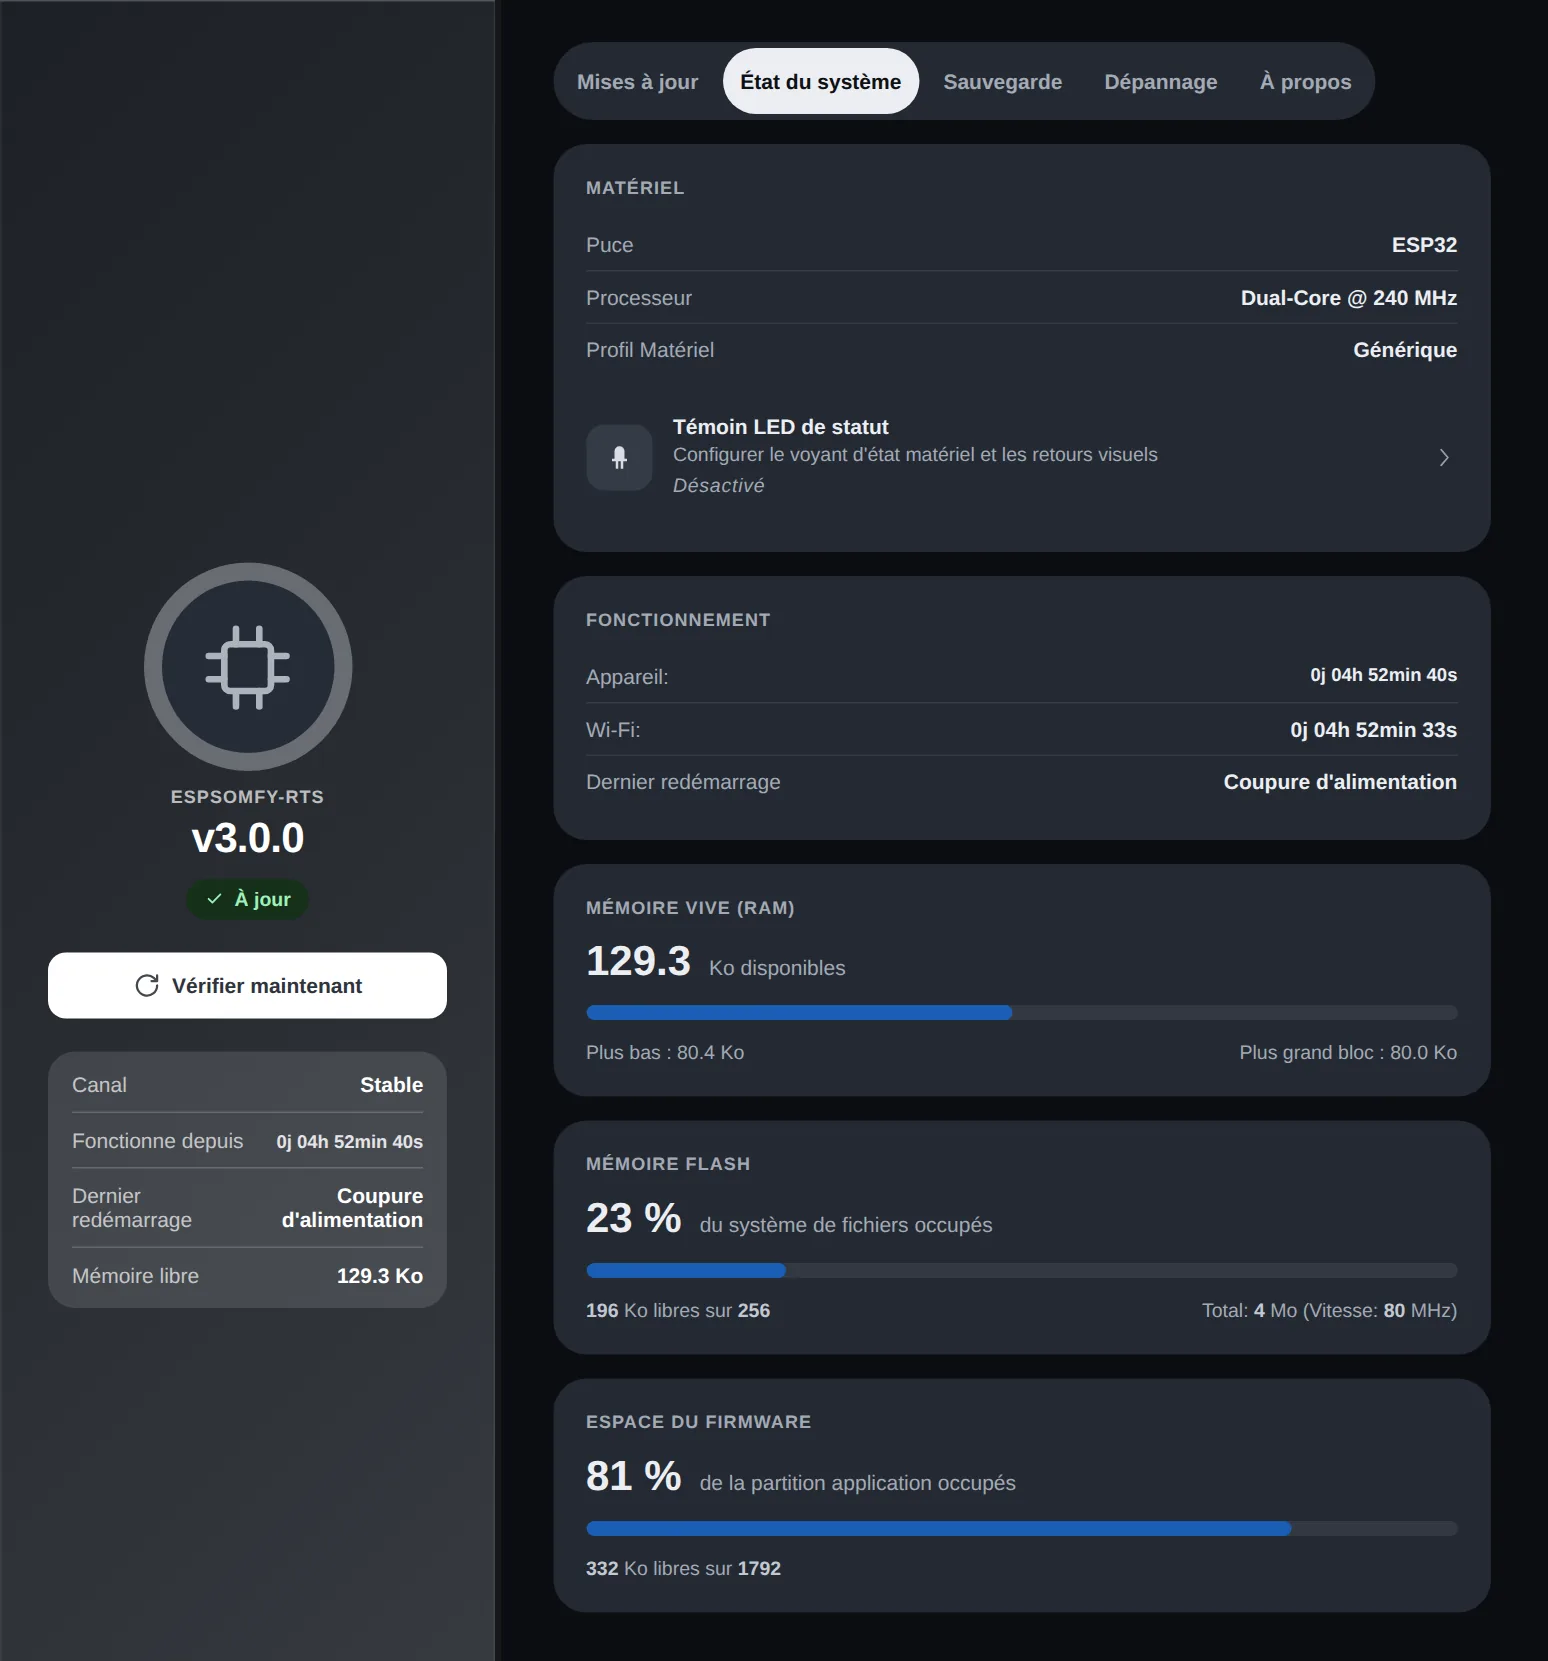 ESPSOMFY-RTS
v3.0.0
À jour
Vérifier maintenant
Canal Stable
Fonctionne depuis 0j 04h 52min 40s
Dernier redémarrage Coupure d'alimentation
Mémoire libre 129.3 Ko
Mises à jour État du système Sauvegarde Dépannage À propos
MATÉRIEL
Puce ESP32
Processeur Dual-Core @ 240 MHz
Profil Matériel Générique
Témoin LED de statut
Configurer le voyant d'état matériel et les retours visuels
Désactivé
FONCTIONNEMENT
Appareil: 0j 04h 52min 40s
Wi-Fi: 0j 04h 52min 33s
Dernier redémarrage Coupure d'alimentation
MÉMOIRE VIVE (RAM)
129.3 Ko disponibles
Plus bas : 80.4 Ko Plus grand bloc : 80.0 Ko
MÉMOIRE FLASH
23 % du système de fichiers occupés
196 Ko libres sur 256 Total: 4 Mo (Vitesse: 80 MHz)
ESPACE DU FIRMWARE
81 % de la partition application occupés
332 Ko libres sur 1792